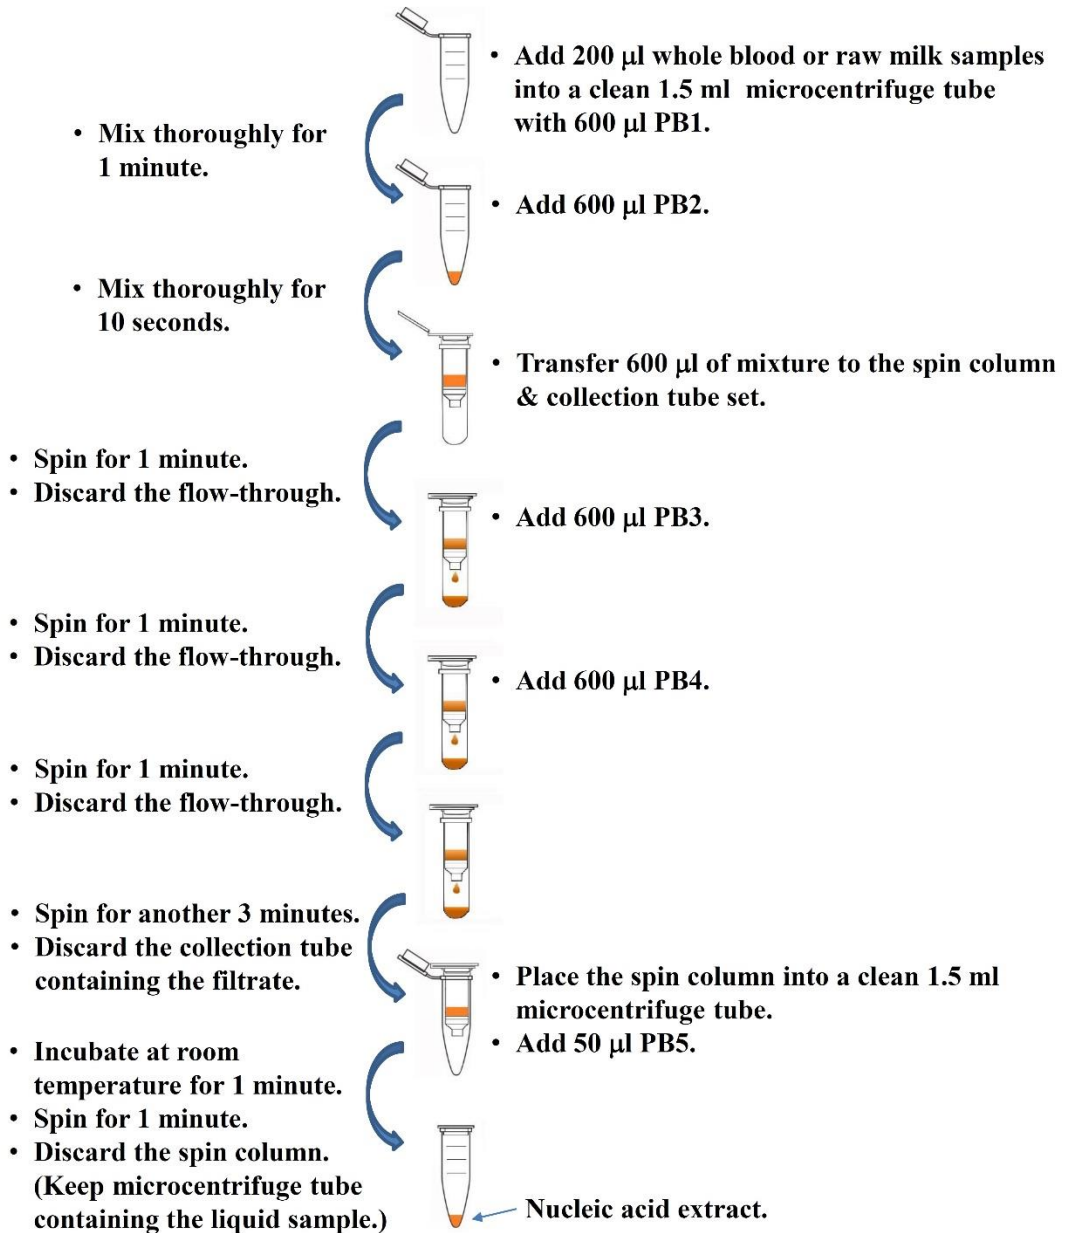 • Add 200 µl whole blood or raw milk samples
into a clean 1.5 ml microcentrifuge tube
with 600 µl PB1.
• Mix thoroughly for
1 minute.
• Add 600 µl PB2.
• Mix thoroughly for
10 seconds.
• Transfer 600 µl of mixture to the spin column
& collection tube set.
• Spin for 1 minute.
• Discard the flow-through.
• Add 600 µl PB3.
• Spin for 1 minute.
• Discard the flow-through.
• Add 600 µl PB4.
• Spin for 1 minute.
• Discard the flow-through.
• Spin for another 3 minutes.
• Discard the collection tube
containing the filtrate.
• Place the spin column into a clean 1.5 ml
microcentrifuge tube.
• Add 50 µl PB5.
• Incubate at room
temperature for 1 minute.
• Spin for 1 minute.
• Discard the spin column.
(Keep microcentrifuge tube
containing the liquid sample.)
Nucleic acid extract.